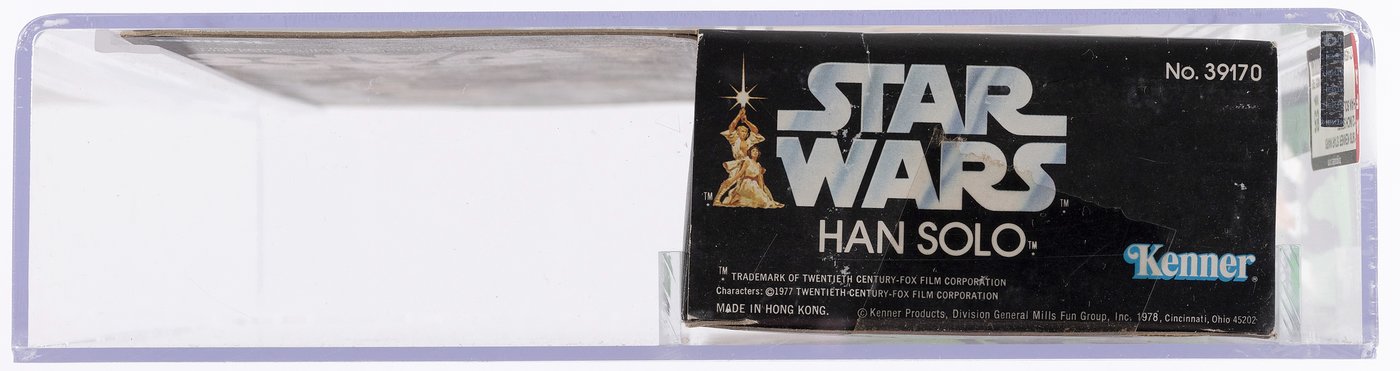 No. 39170
STAR
WARS
TM
TM
HAN SOLO TM
Kenner®
TM TRADEMARK OF TWENTIETH CENTURY-FOX FILM CORPORATION
Characters: ©1977 TWENTIETH CENTURY-FOX FILM CORPORATION
MADE IN HONG KONG.
© Kenner Products, Division General Mills Fun Group, Inc. 1978, Cincinnati, Ohio 45202